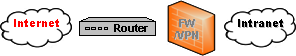 Internet
Router
FW
VPN
Intranet